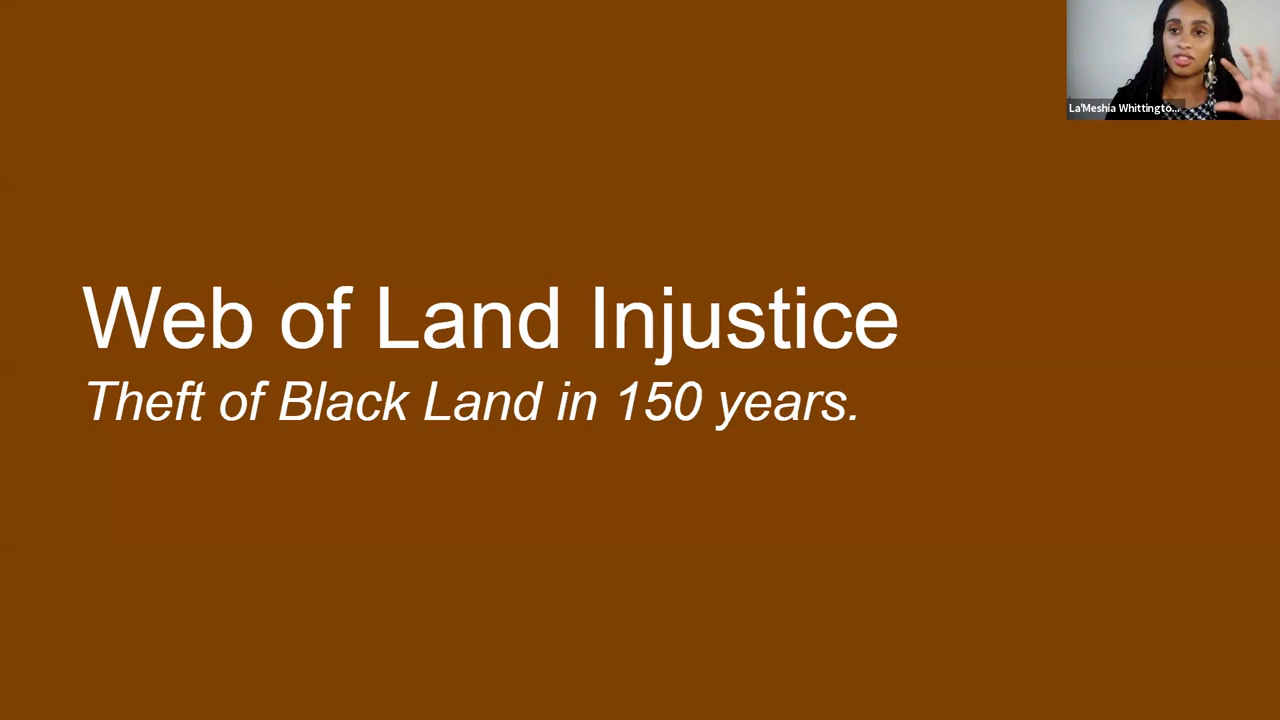 La'Meshia Whittingto...
Web of Land Injustice
Theft of Black Land in 150 years.